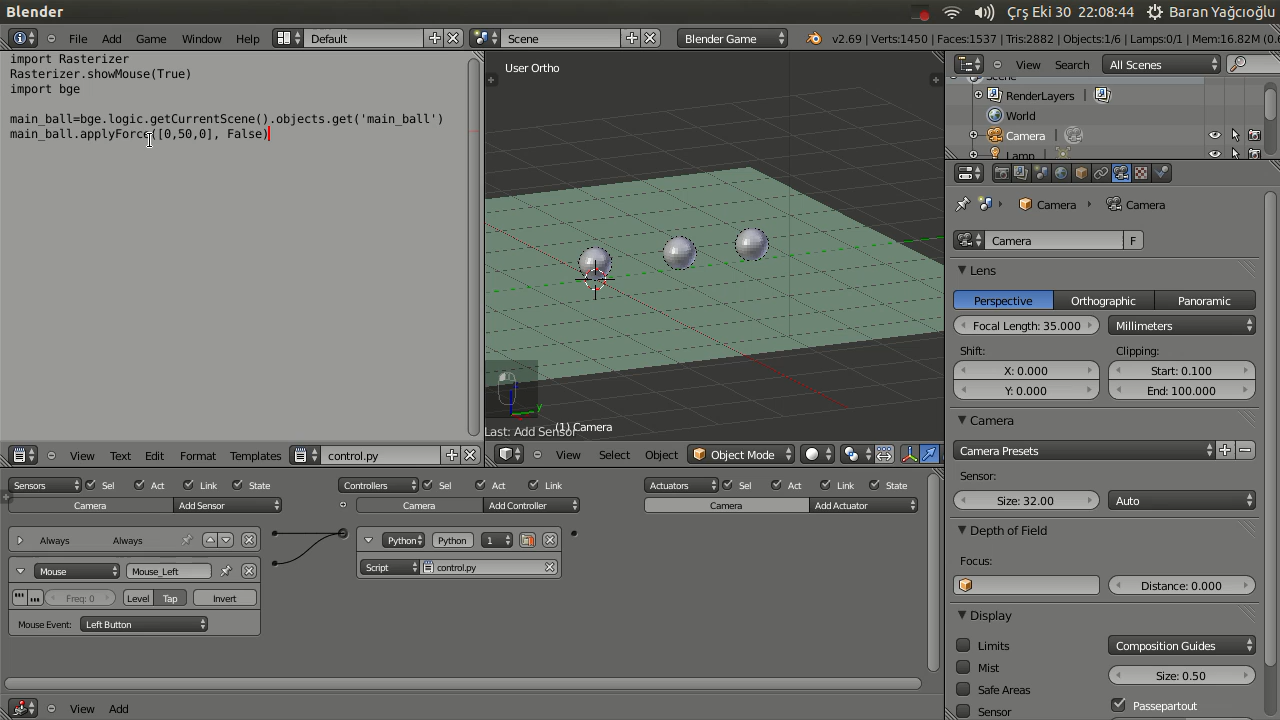 Blender
Çrş Eki 30 22:08:44 Baran Yağcıoğlu
File Add Game Window Help Default Scene Blender Game v2.69 | Verts:1450 | Faces:1537 | Tris:2882 | Objects:1/6 | Lamps:0/1 | Mem:16.82M (0.
import Rasterizer
Rasterizer.showMouse(True)
import bge
main_ball=bge.logic.getCurrentScene().objects.get('main_ball')
main_ball.applyForce([0,50,0], False)
User Ortho
y
Last: Add Sensor
(1) Camera
View Search All Scenes
Scene
RenderLayers
World
Camera
Lamp
Camera Camera
Camera F
Lens
Perspective Orthographic Panoramic
Focal Length: 35.000 Millimeters
Shift: Clipping:
X: 0.000 Start: 0.100
Y: 0.000 End: 100.000
Camera
Camera Presets
Sensor:
Size: 32.00 Auto
Depth of Field
Focus:
Distance: 0.000
Display
Limits Composition Guides
Mist Size: 0.50
Safe Areas
Sensor Passepartout
View Text Edit Format Templates control.py
View Select Object Object Mode
Sensors Sel Act Link State Controllers Sel Act Link Actuators Sel Act Link State
Camera Add Sensor Camera Add Controller Camera Add Actuator
Always Always
Python Python 1
Mouse Mouse_Left
Script control.py
Freq: 0 Level Tap Invert
Mouse Event: Left Button
View Add